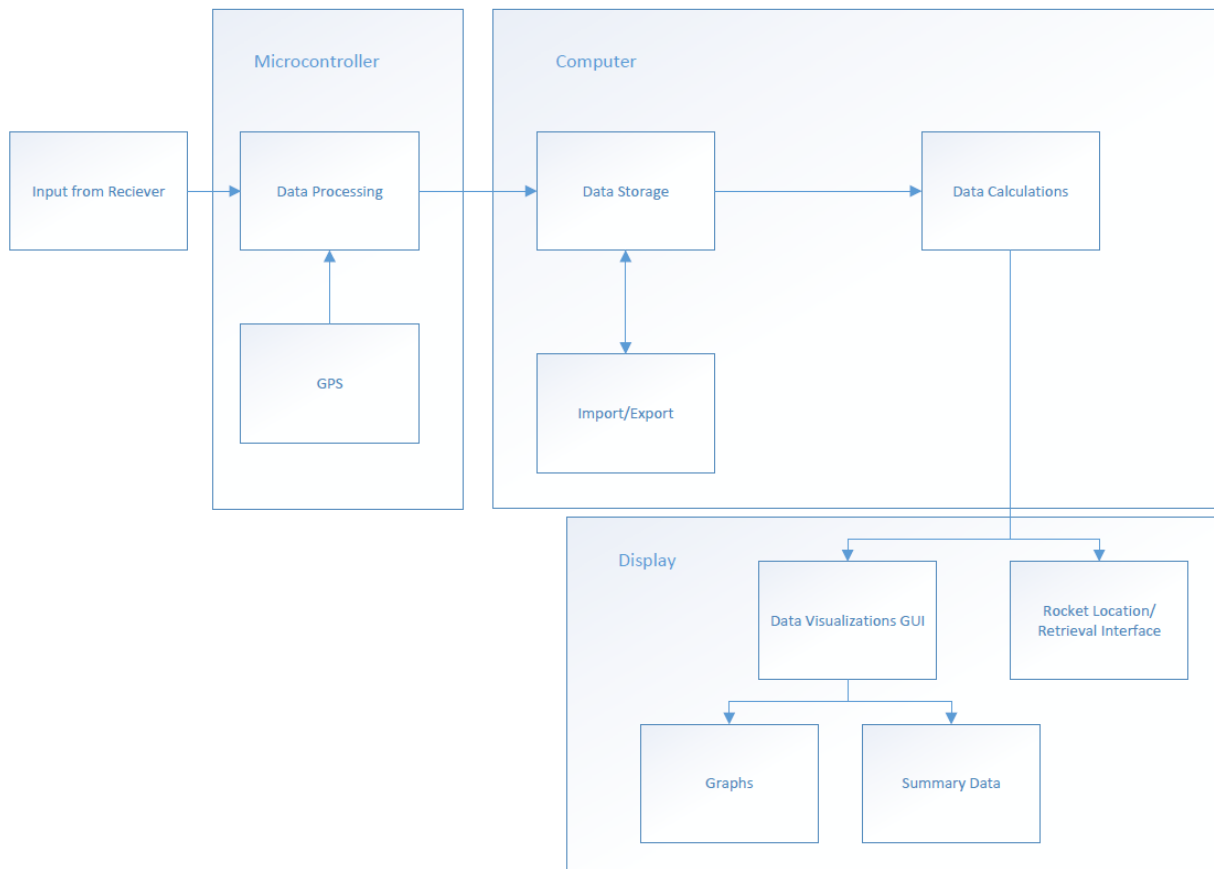 Microcontroller
Computer
Input from Reciever
Data Processing
Data Storage
Data Calculations
GPS
Import/Export
Display
Data Visualizations GUI
Rocket Location/
Retrieval Interface
Graphs
Summary Data